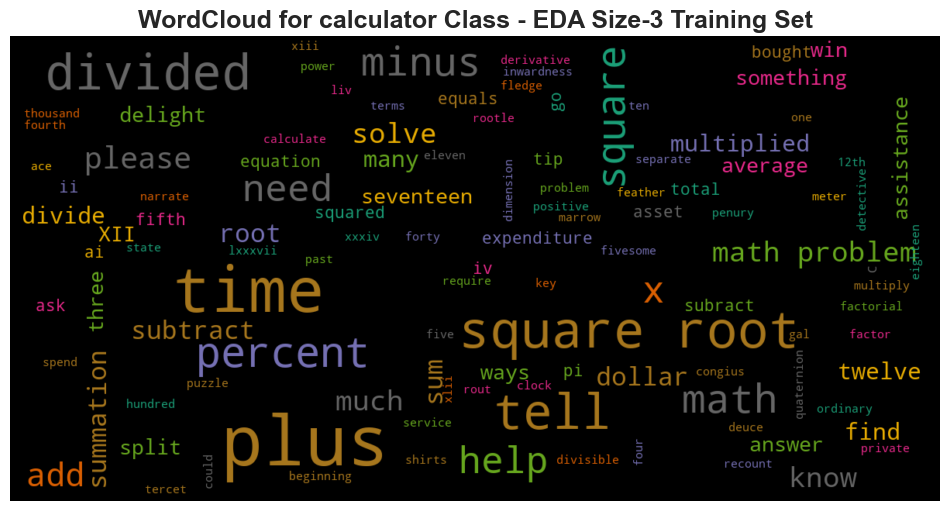 WordCloud for calculator Class - EDA Size-3 Training Set
xiii
divided
minus
power
derivative
inwardness
fledge
square
bought
win
something
liv
equals
go
terms
rootle
ten
one
thousand
fourth
delight
calculate
solve
multiplied
assistance
please
equation
many
eleven
tip
separate
average
12th
ace
ii
need
seventeen
dimension
problem
feather
total
meter
detective
narrate
squared
positive
marrow
asset
penury
divide
fifth
XII
root
xxxiv
forty
expenditure
fivesome
state
ai
lxxxvii
past
math problem
eighteen
C
iv
require
key
x
multiply
ask
three
time
subract
factorial
subtract
square root
gal
factor
five
percent
spend
puzzle
sum
xliii
ways
pi
dollar
congius
quaternion
twelve
rout
clock
hundred
summation
much
tell
math
ordinary
plus
service
deuce
find
split
answer
private
four
add
could
beginning
shirts
help
divisible
recount
know
tercet